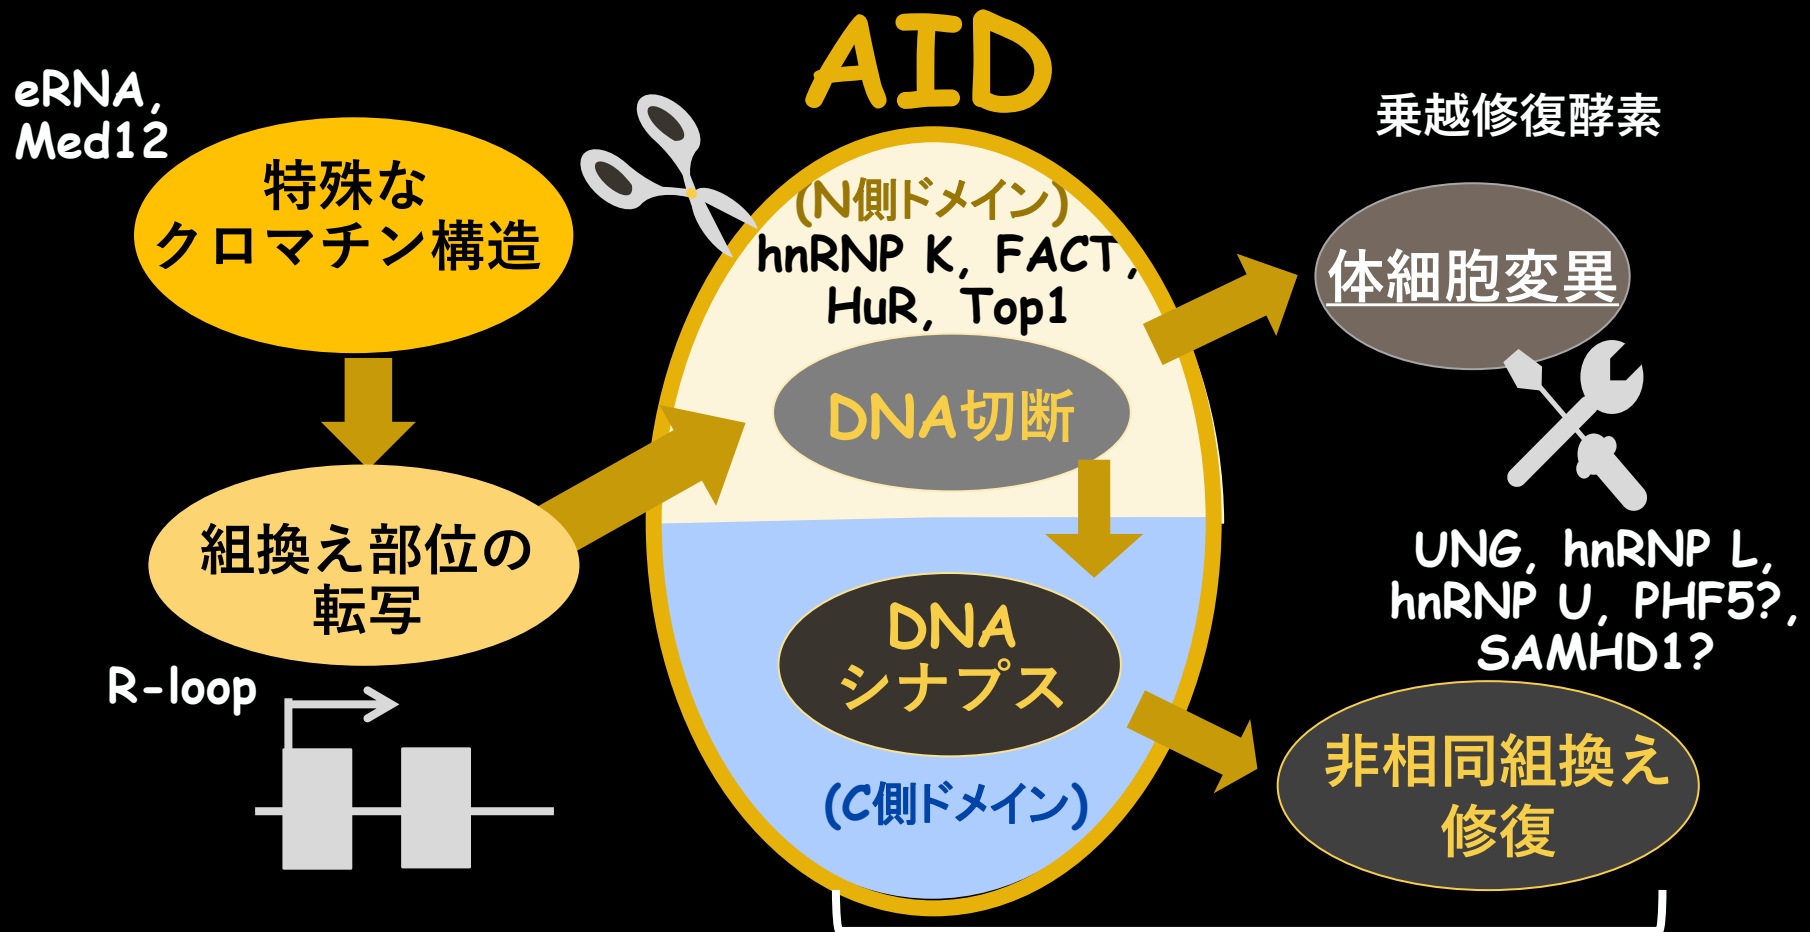 AID
eRNA,
Med12
特殊な
クロマチン構造
組換え部位の
転写
R-loop
(N側ドメイン)
hnRNP K, FACT,
HuR, Top1
DNA切断
DNA
シナプス
(C側ドメイン)
乗越修復酵素
体細胞変異
UNG, hnRNP L,
hnRNP U, PHF5?,
SAMHD1?
非相同組換え
修復